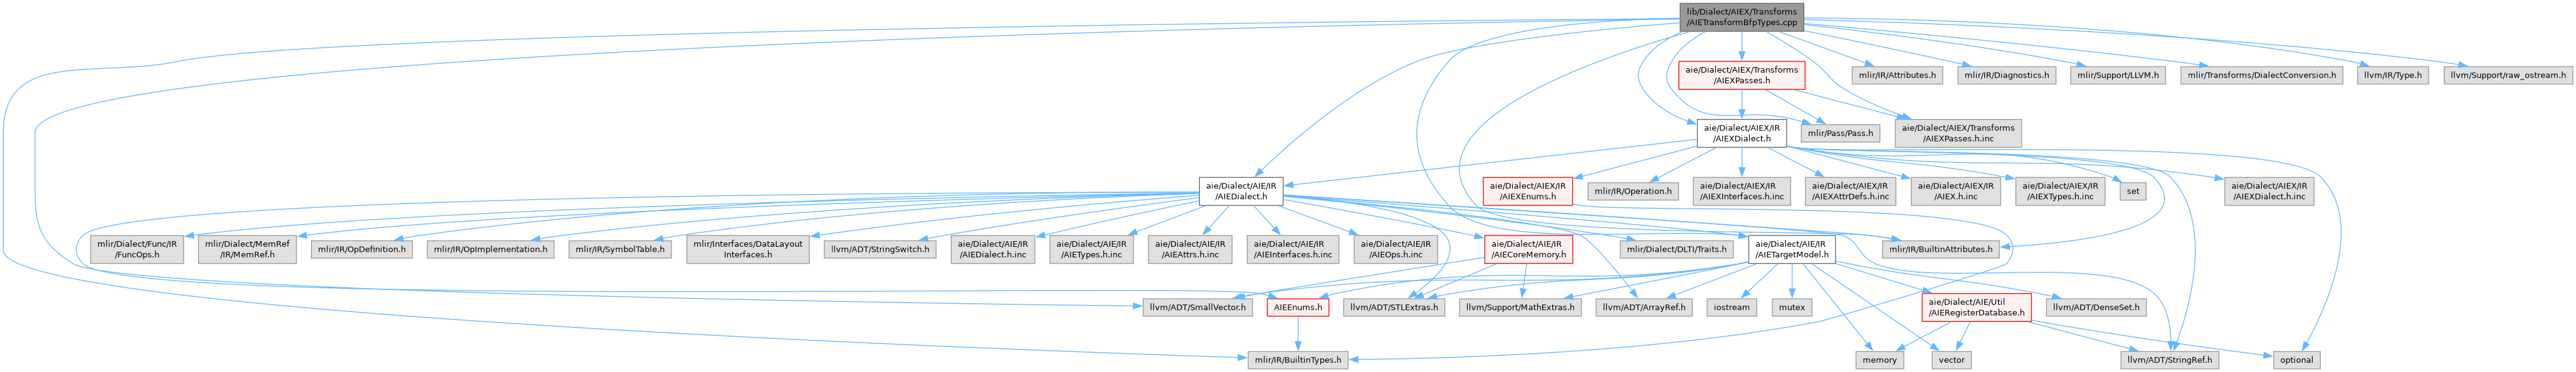 lib/Dialect/AIEX/Transforms
/AIETransformBfpTypes.cpp
aie/Dialect/AIEX/Transforms
/AIEXPasses.h
mlir/IR/Attributes.h
mlir/IR/Diagnostics.h
mlir/Support/LLVM.h
mlir/Transforms/DialectConversion.h
llvm/IR/Type.h
llvm/Support/raw_ostream.h
aie/Dialect/AIEX/IR
/AIEXDialect.h
mlir/Pass/Pass.h
aie/Dialect/AIEX/Transforms
/AIEXPasses.h.inc
aie/Dialect/AIE/IR
/AIEDialect.h
aie/Dialect/AIEX/IR
/AIEXEnums.h
mlir/IR/Operation.h
aie/Dialect/AIEX/IR
/AIEXInterfaces.h.inc
aie/Dialect/AIEX/IR
/AIEXAttrDefs.h.inc
aie/Dialect/AIEX/IR
/AIEX.h.inc
aie/Dialect/AIEX/IR
/AIEXTypes.h.inc
set
aie/Dialect/AIEX/IR
/AIEXDialect.h.inc
mlir/Dialect/Func/IR
/FuncOps.h
mlir/Dialect/MemRef
/IR/MemRef.h
mlir/IR/OpDefinition.h
mlir/IR/OpImplementation.h
mlir/IR/SymbolTable.h
mlir/Interfaces/DataLayout
Interfaces.h
llvm/ADT/StringSwitch.h
aie/Dialect/AIE/IR
/AIEDialect.h.inc
aie/Dialect/AIE/IR
/AIETypes.h.inc
aie/Dialect/AIE/IR
/AIEAttrs.h.inc
aie/Dialect/AIE/IR
/AIEInterfaces.h.inc
aie/Dialect/AIE/IR
/AIEOps.h.inc
aie/Dialect/AIE/IR
/AIECoreMemory.h
mlir/Dialect/DLTI/Traits.h
aie/Dialect/AIE/IR
/AIETargetModel.h
mlir/IR/BuiltinAttributes.h
llvm/ADT/SmallVector.h
AIEEnums.h
llvm/ADT/STLExtras.h
llvm/Support/MathExtras.h
llvm/ADT/ArrayRef.h
iostream
mutex
aie/Dialect/AIE/Util
/AIERegisterDatabase.h
llvm/ADT/DenseSet.h
mlir/IR/BuiltinTypes.h
memory
vector
llvm/ADT/StringRef.h
optional